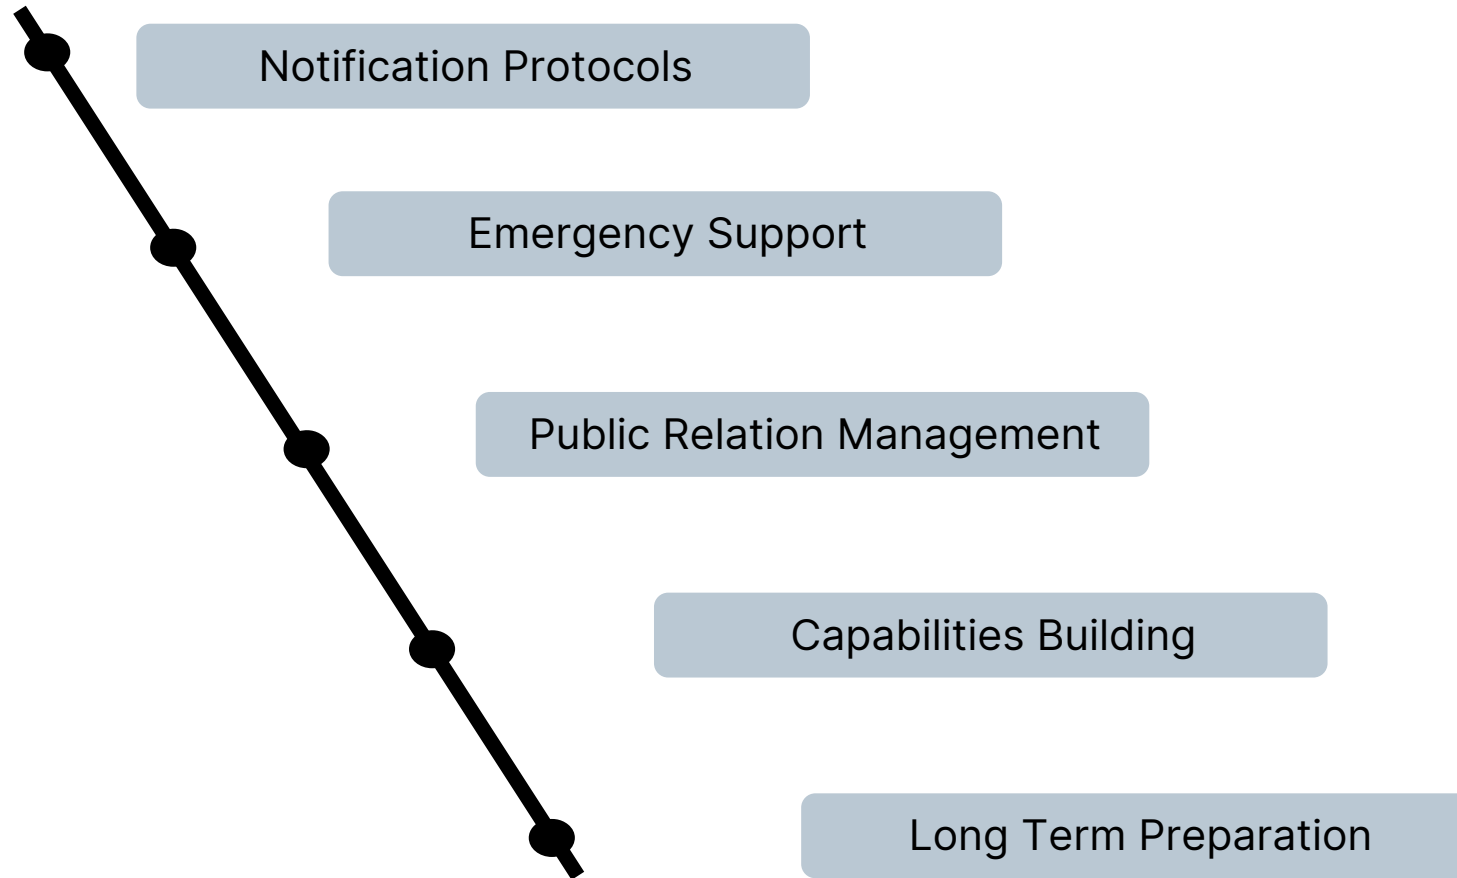 Notification Protocols
Emergency Support
Public Relation Management
Capabilities Building
Long Term Preparation